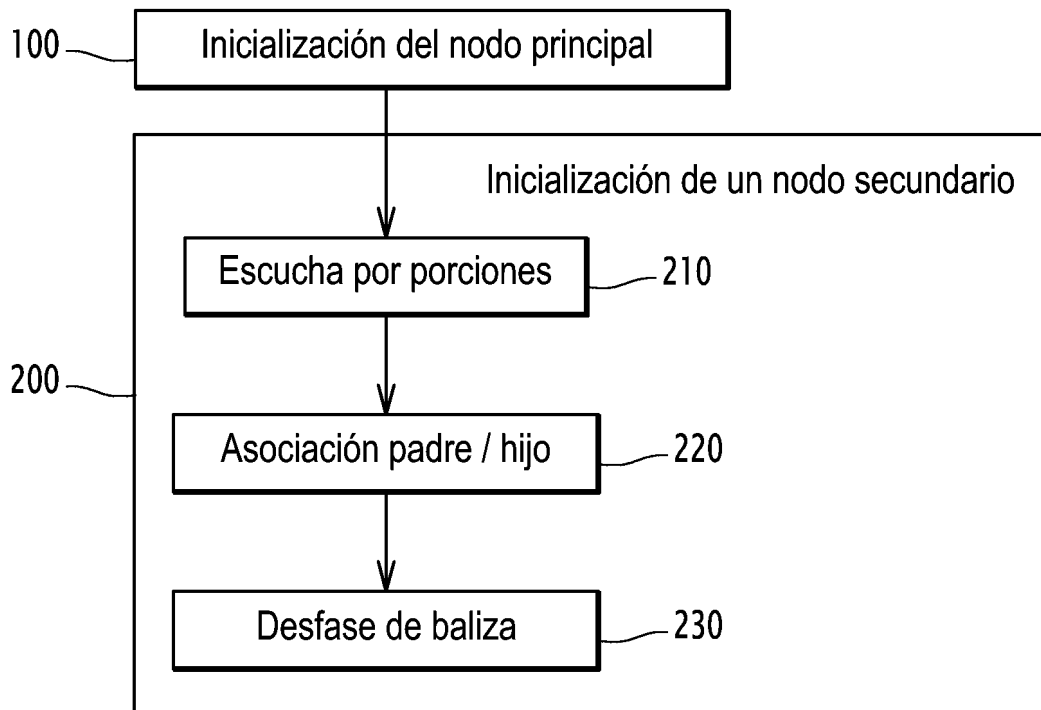 100
Inicialización del nodo principal
Inicialización de un nodo secundario
Escucha por porciones
210
200
Asociación padre / hijo
220
Desfase de baliza
230